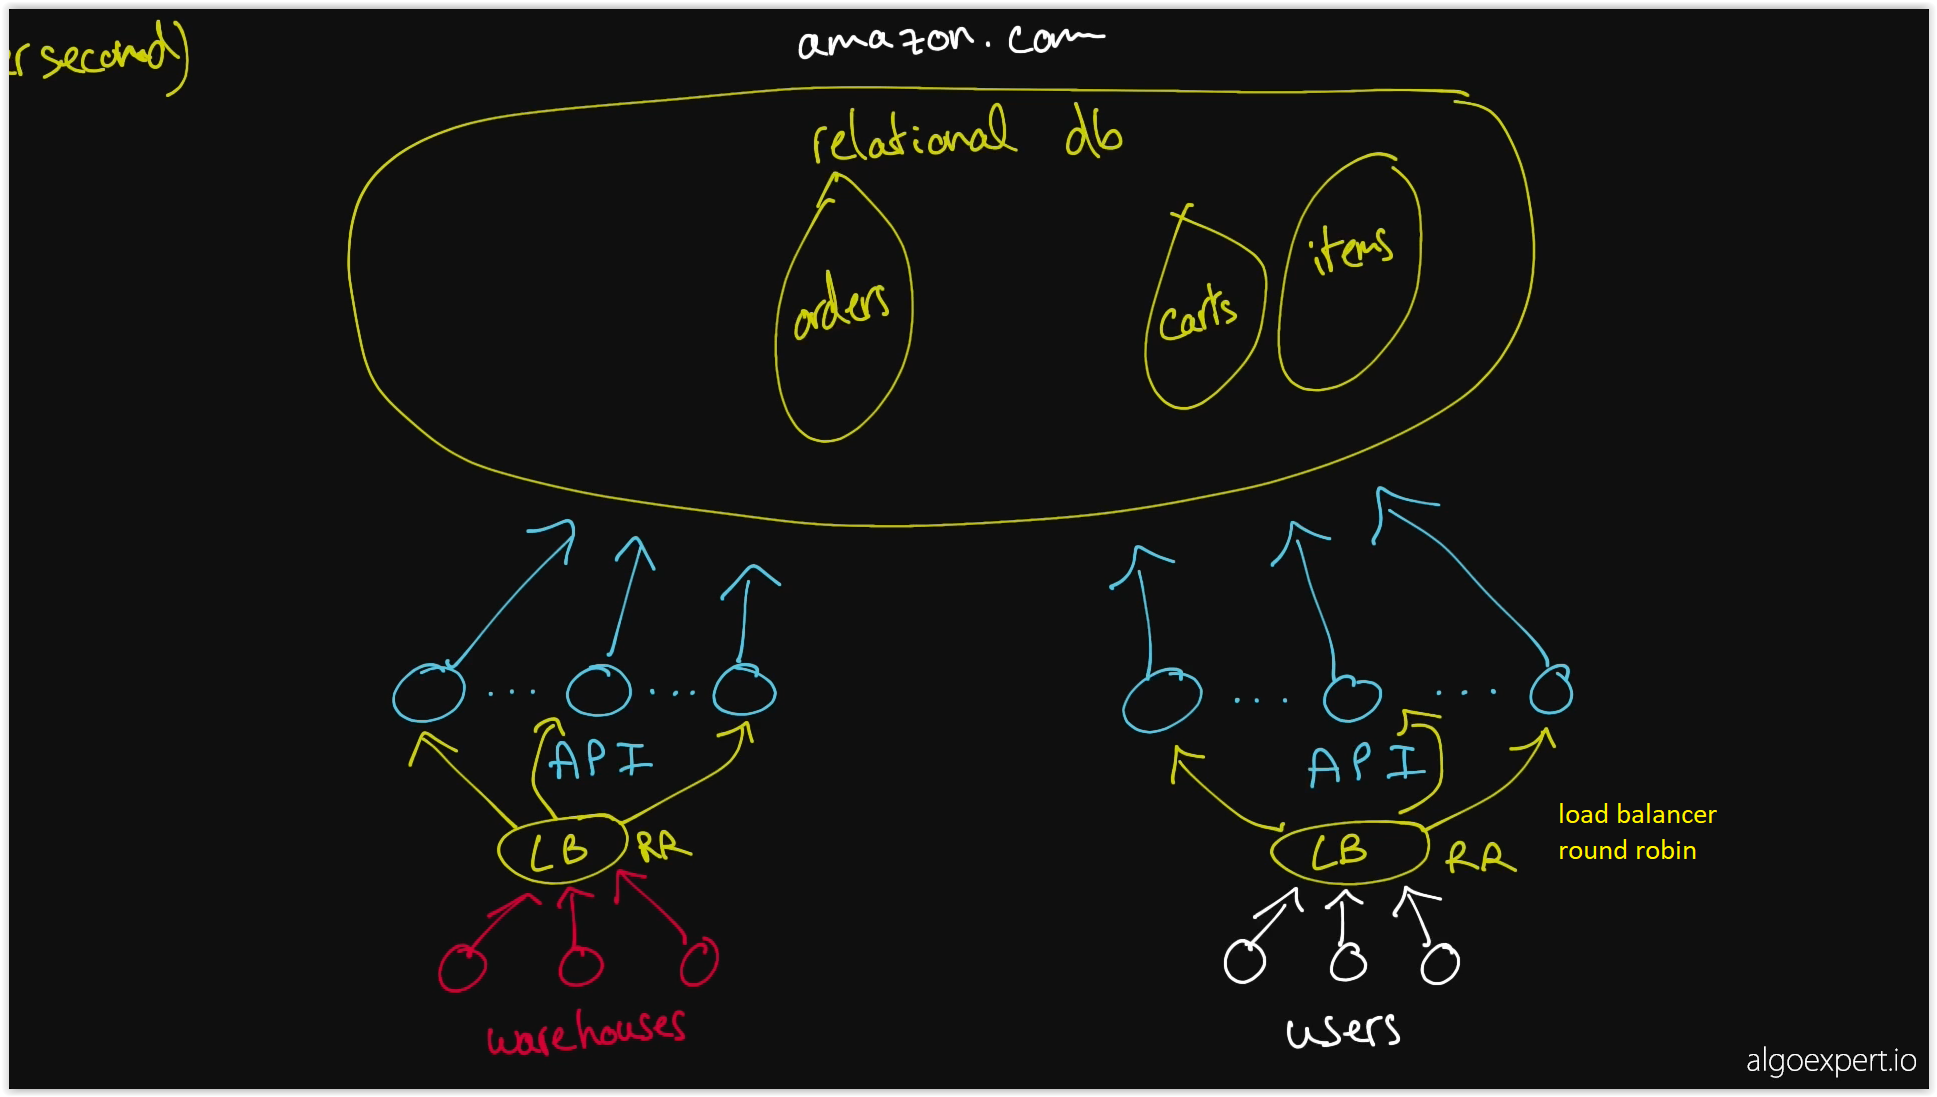 er second)
amazon.com
relational db
orders
carts
items
API
API
LB RR
LB RR
load balancer
round robin
warehouses
users
algoexpert.io